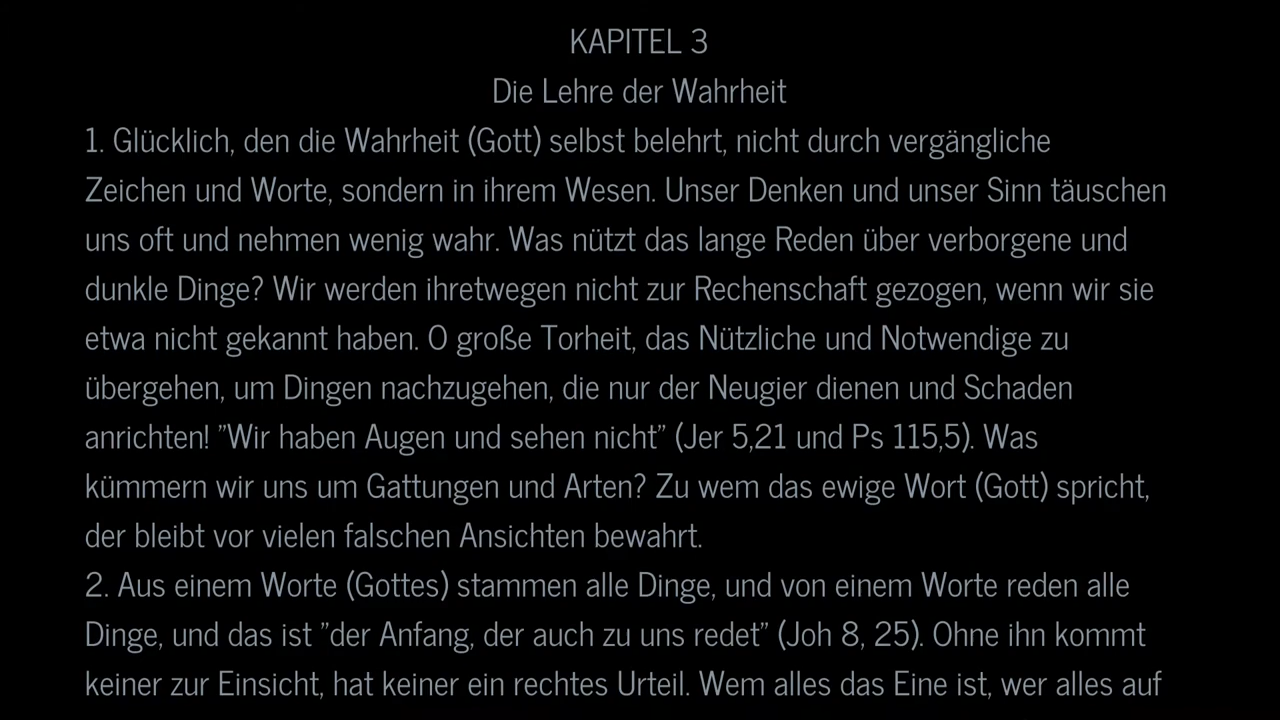 KAPITEL 3
Die Lehre der Wahrheit
1. Glücklich, den die Wahrheit (Gott) selbst belehrt, nicht durch vergängliche
Zeichen und Worte, sondern in ihrem Wesen. Unser Denken und unser Sinn täuschen
uns oft und nehmen wenig wahr. Was nützt das lange Reden über verborgene und
dunkle Dinge? Wir werden ihretwegen nicht zur Rechenschaft gezogen, wenn wir sie
etwa nicht gekannt haben. O große Torheit, das Nützliche und Notwendige zu
übergehen, um Dingen nachzugehen, die nur der Neugier dienen und Schaden
anrichten! "Wir haben Augen und sehen nicht" (Jer 5,21 und Ps 115,5). Was
kümmern wir uns um Gattungen und Arten? Zu wem das ewige Wort (Gott) spricht,
der bleibt vor vielen falschen Ansichten bewahrt.
2. Aus einem Worte (Gottes) stammen alle Dinge, und von einem Worte reden alle
Dinge, und das ist "der Anfang, der auch zu uns redet" (Joh 8, 25). Ohne ihn kommt
keiner zur Einsicht, hat keiner ein rechtes Urteil. Wem alles das Eine ist, wer alles auf